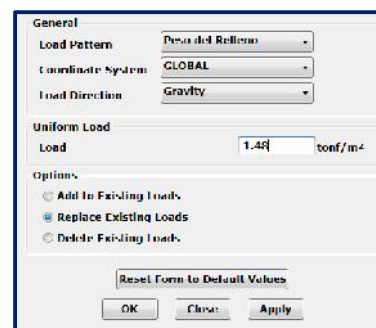 General
Load Pattern Peso del Relleno
Coordinate System GLOBAL
Load Direction Gravity
Uniform Load
Load 1.48 tonf/m²
Options
Add to Existing Loads
Replace Existing Loads
Delete Existing Loads
Reset Form to Default Values
OK Close Apply